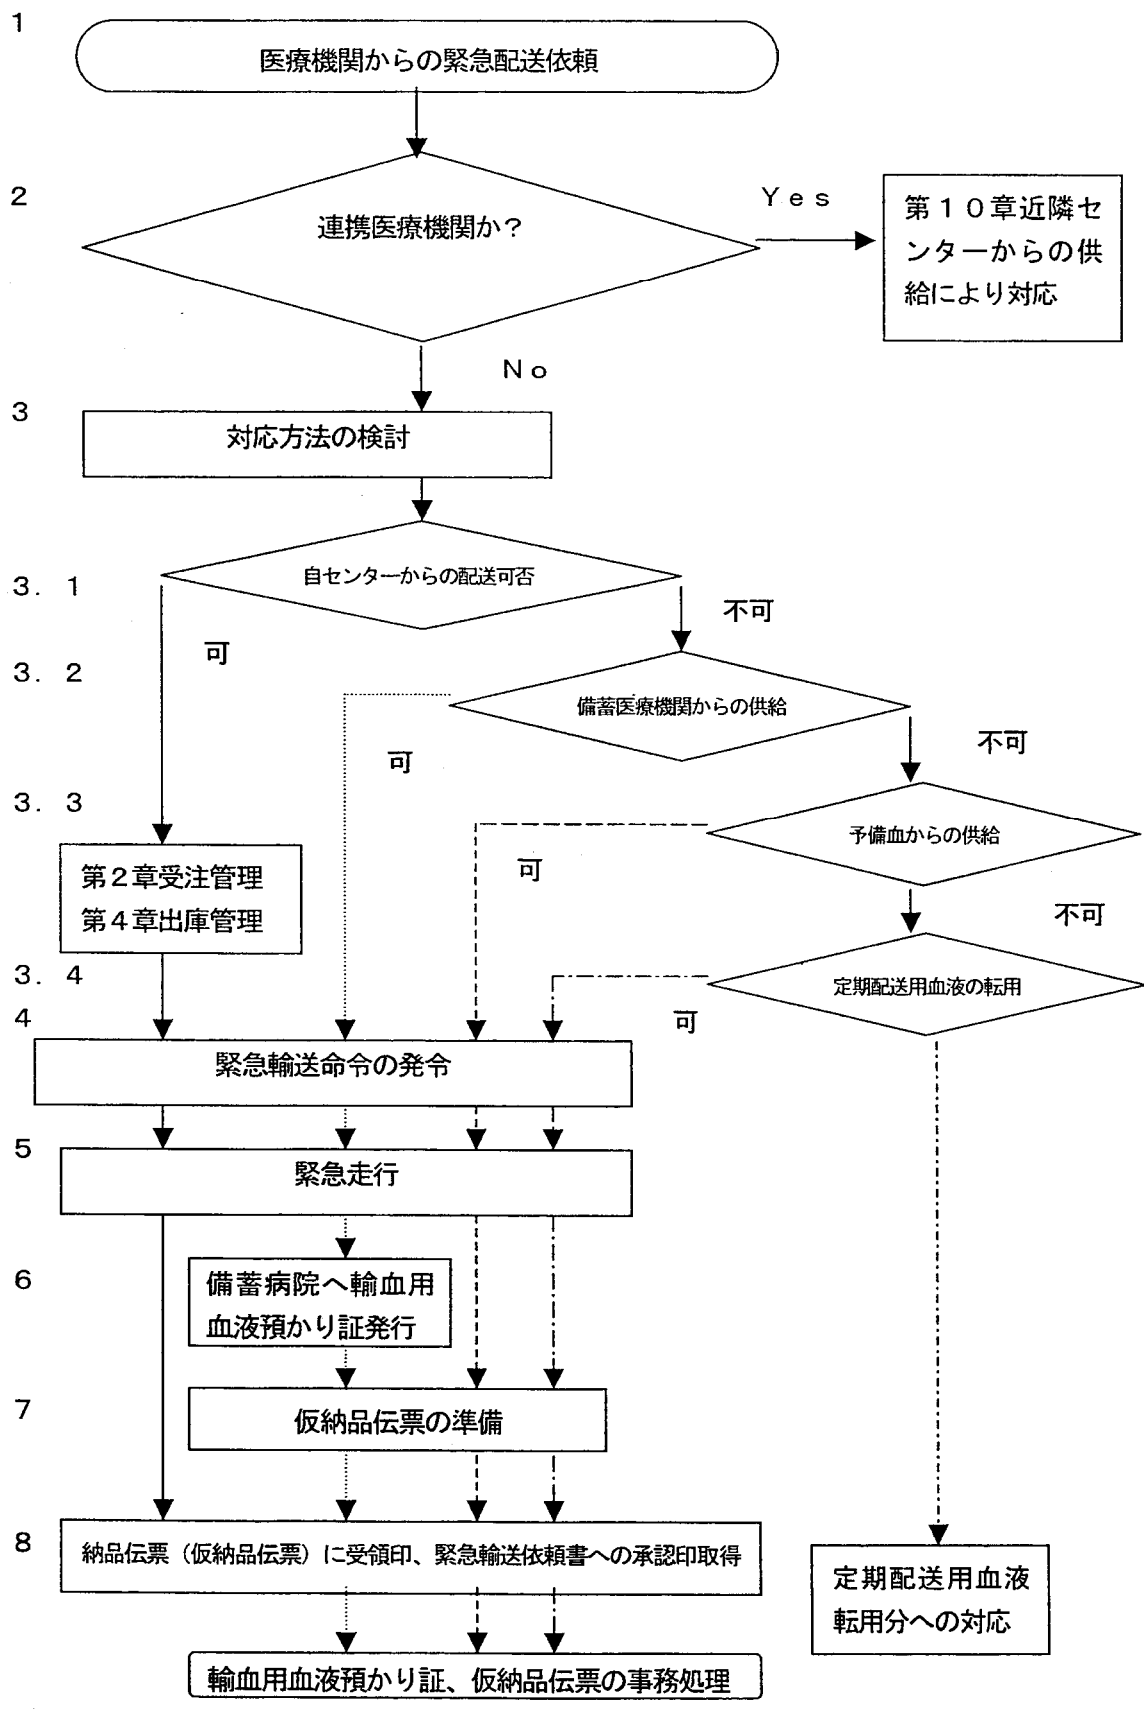 1
医療機関からの緊急配送依頼
2
連携医療機関か?
Yes
第10章近隣セ
ンターからの供
給により対応
No
3
対応方法の検討
3.1
自センターからの配送可否
不可
可
3.2
備蓄医療機関からの供給
不可
可
3.3
予備血からの供給
可
不可
第2章受注管理
第4章出庫管理
3.4
定期配送用血液の転用
可
4
緊急輸送命令の発令
5
緊急走行
6
備蓄病院へ輸血用
血液預かり証発行
7
仮納品伝票の準備
8
納品伝票(仮納品伝票)に受領印、緊急輸送依頼書への承認印取得
定期配送用血液
転用分への対応
輸血用血液預かり証、仮納品伝票の事務処理